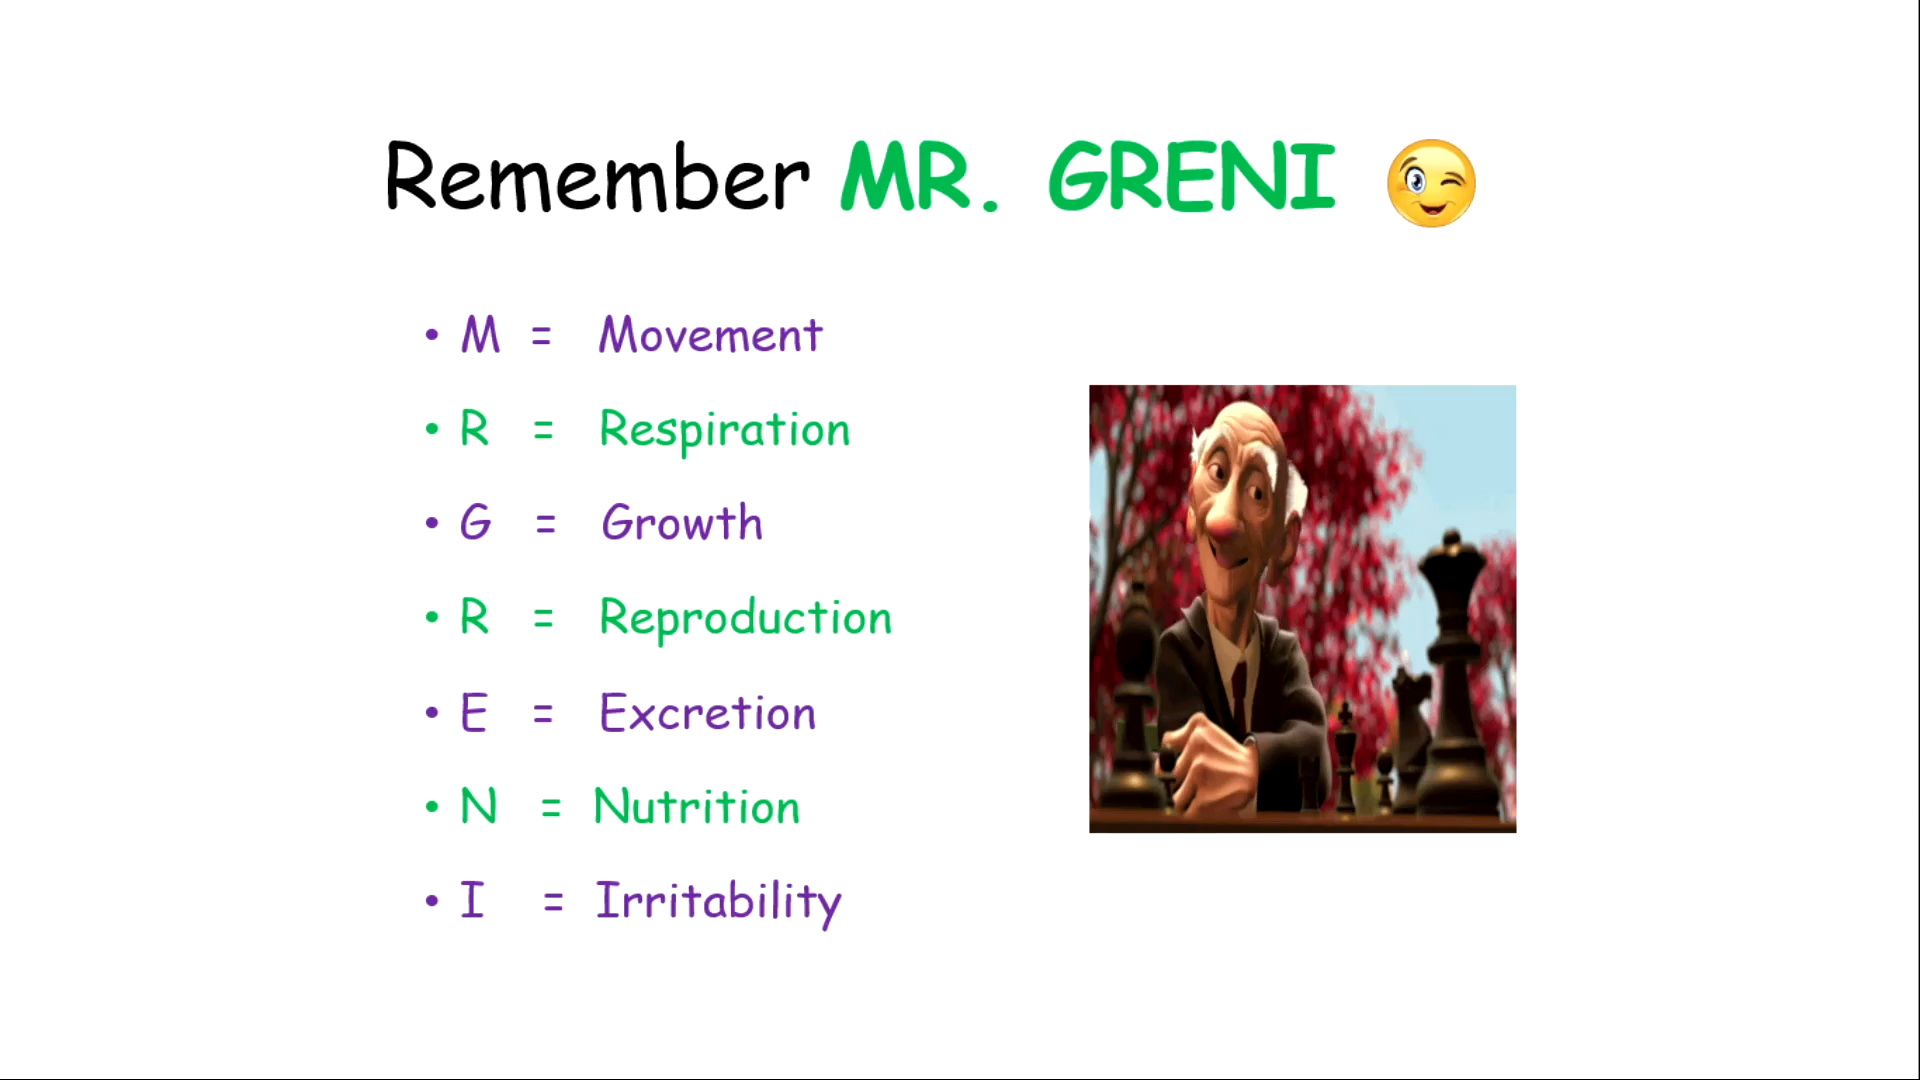 Remember MR. GRENI 😉
• M = Movement
• R = Respiration
• G = Growth
• R = Reproduction
• E = Excretion
• N = Nutrition
• I = Irritability